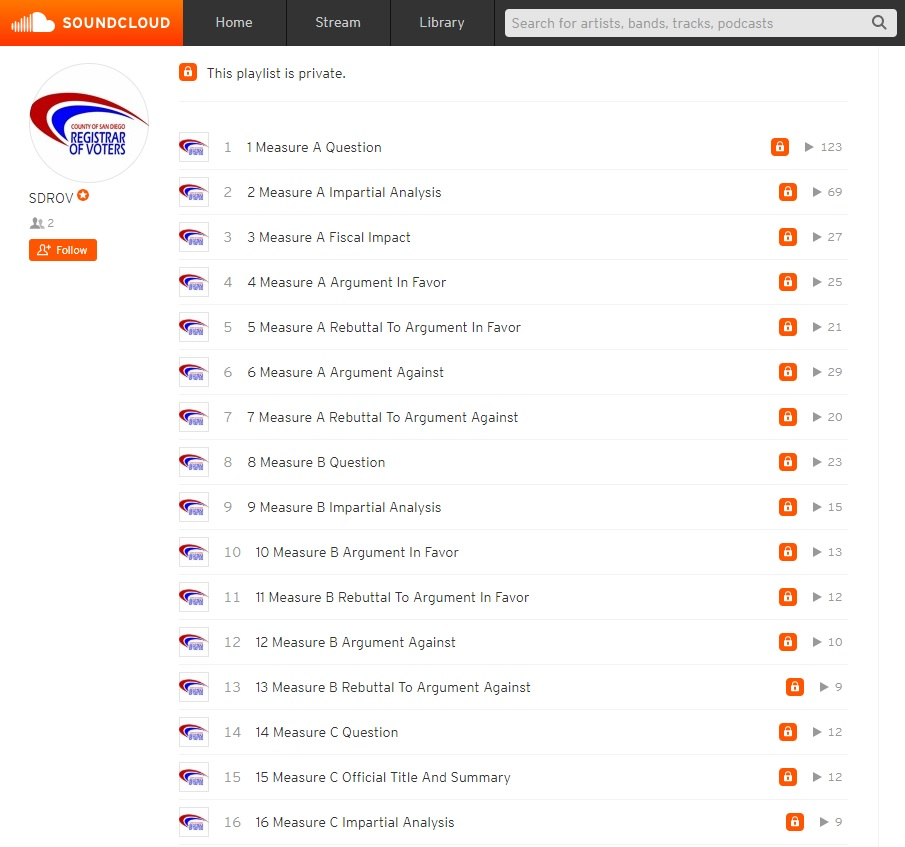 SOUNDCLOUD Home Stream Library Search for artists, bands, tracks, podcasts
COUNTY OF SAN DIEGO
REGISTRAR
OF VOTERS
SDROV
2
Follow
This playlist is private.
1 1 Measure A Question 123
2 2 Measure A Impartial Analysis 69
3 3 Measure A Fiscal Impact 27
4 4 Measure A Argument In Favor 25
5 5 Measure A Rebuttal To Argument In Favor 21
6 6 Measure A Argument Against 29
7 7 Measure A Rebuttal To Argument Against 20
8 8 Measure B Question 23
9 9 Measure B Impartial Analysis 15
10 10 Measure B Argument In Favor 13
11 11 Measure B Rebuttal To Argument In Favor 12
12 12 Measure B Argument Against 10
13 13 Measure B Rebuttal To Argument Against 9
14 14 Measure C Question 12
15 15 Measure C Official Title And Summary 12
16 16 Measure C Impartial Analysis 9